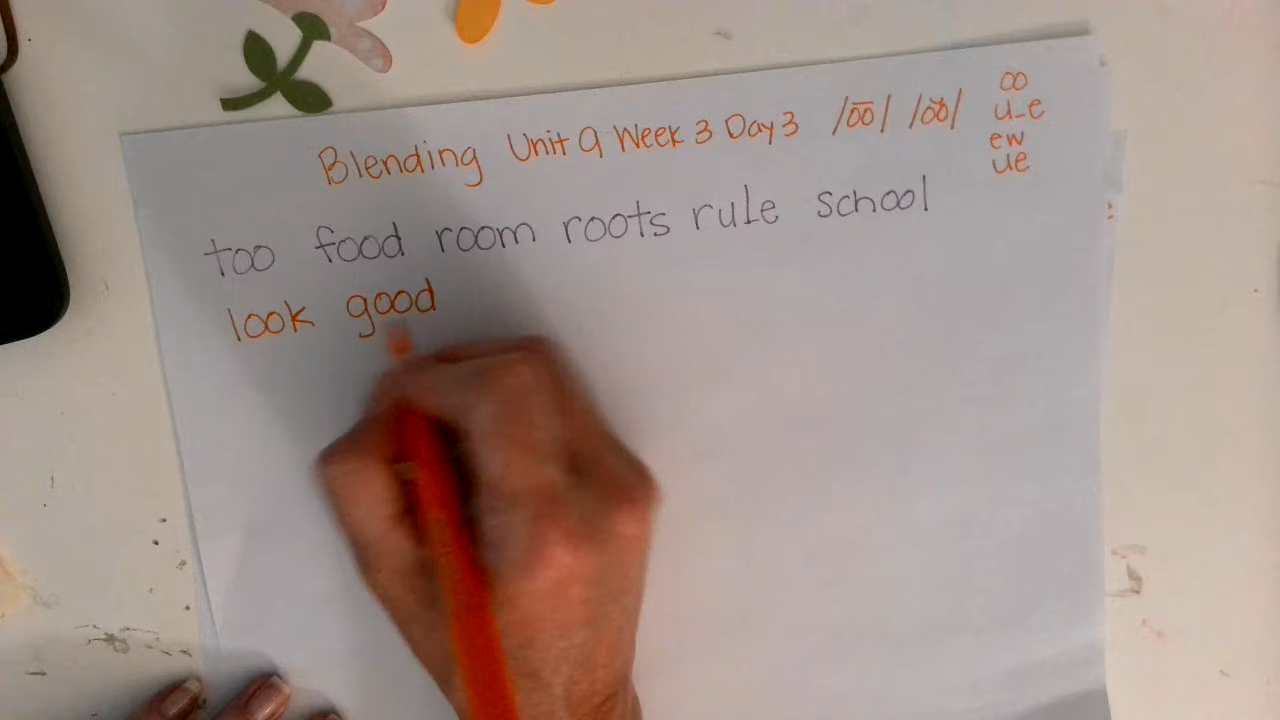 Blending Unit 9 Week 3 Day 3 /o͞o/ /o͝o/
oo
u_e
ew
ue
too food room roots rule school
look good